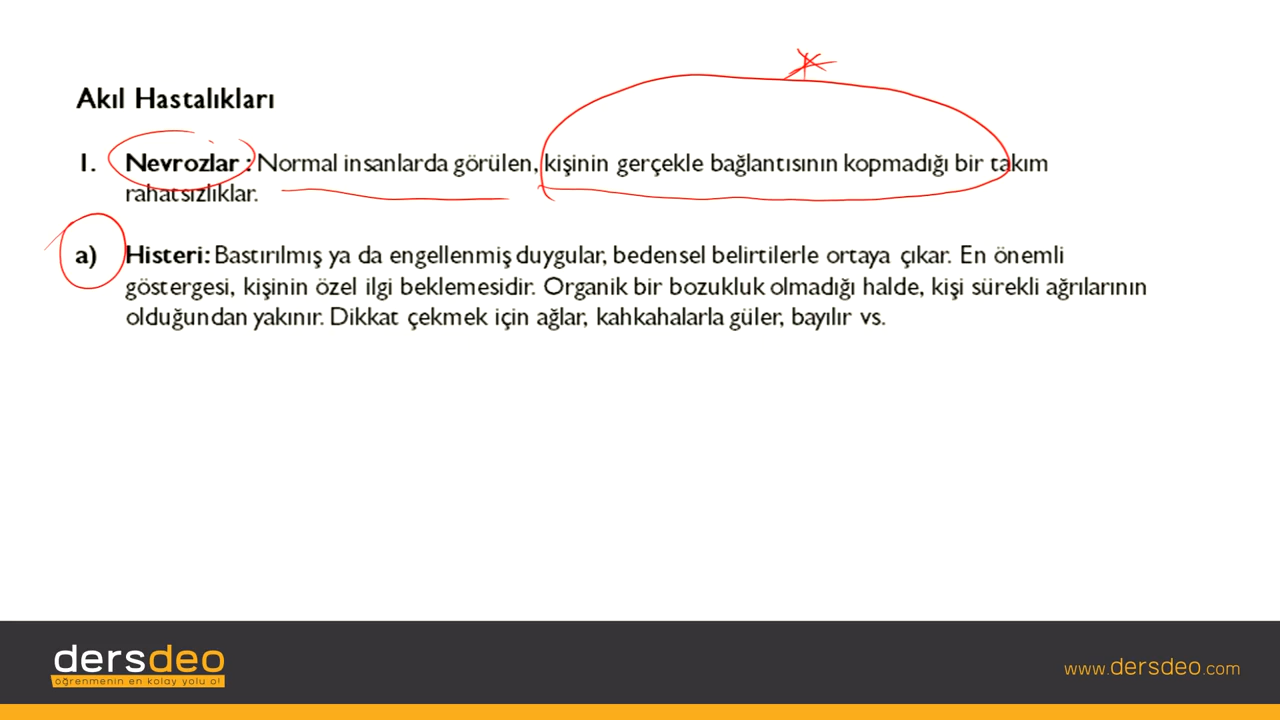 Akıl Hastalıkları
1. Nevrozlar : Normal insanlarda görülen, kişinin gerçekle bağlantısının kopmadığı bir takım
rahatsızlıklar.
a) Histeri: Bastırılmış ya da engellenmiş duygular, bedensel belirtilerle ortaya çıkar. En önemli
göstergesi, kişinin özel ilgi beklemesidir. Organik bir bozukluk olmadığı halde, kişi sürekli ağrılarının
olduğundan yakınır. Dikkat çekmek için ağlar, kahkahalarla güler, bayılır vs.
dersdeo
öğrenmenin en kolay yolu o!
www.dersdeo.com